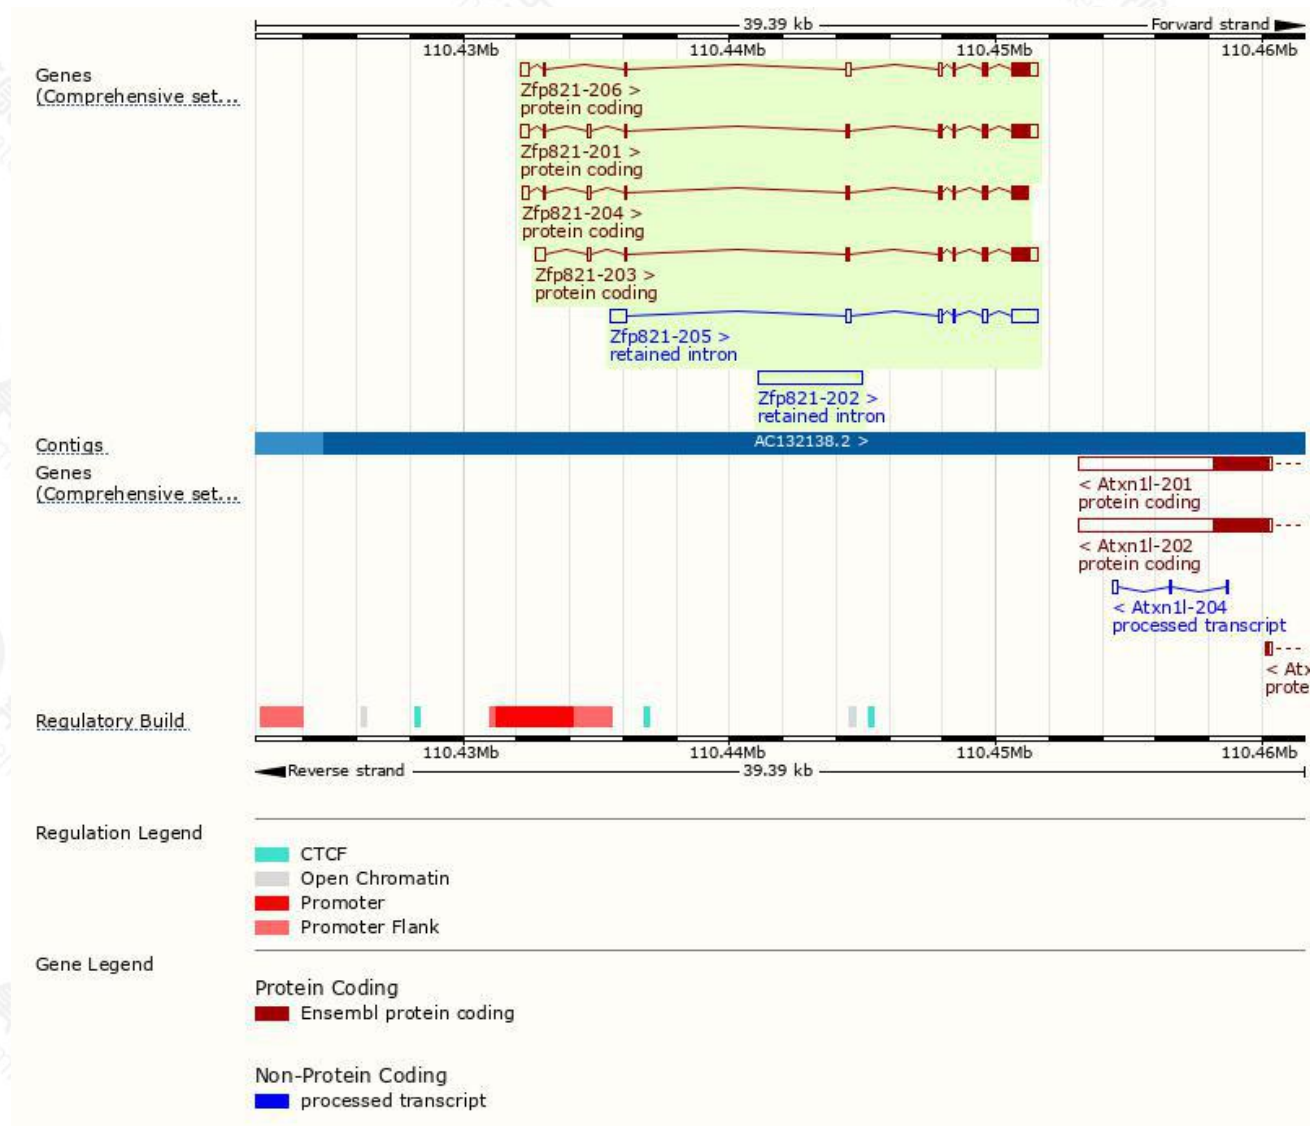 39.39 kb
Forward strand
110.43Mb 110.44Mb 110.45Mb 110.46Mb
Genes
(Comprehensive set...
Zfp821-206 >
protein coding
Zfp821-201 >
protein coding
Zfp821-204 >
protein coding
Zfp821-203 >
protein coding
Zfp821-205 >
retained intron
Zfp821-202 >
retained intron
Contigs
AC132138.2 >
Genes
(Comprehensive set...
< Atxn1l-201
protein coding
< Atxn1l-202
protein coding
< Atxn1l-204
processed transcript
< Atx
prote
Regulatory Build
110.43Mb 110.44Mb 110.45Mb 110.46Mb
Reverse strand
39.39 kb
Regulation Legend
CTCF
Open Chromatin
Promoter
Promoter Flank
Gene Legend
Protein Coding
Ensembl protein coding
Non-Protein Coding
processed transcript